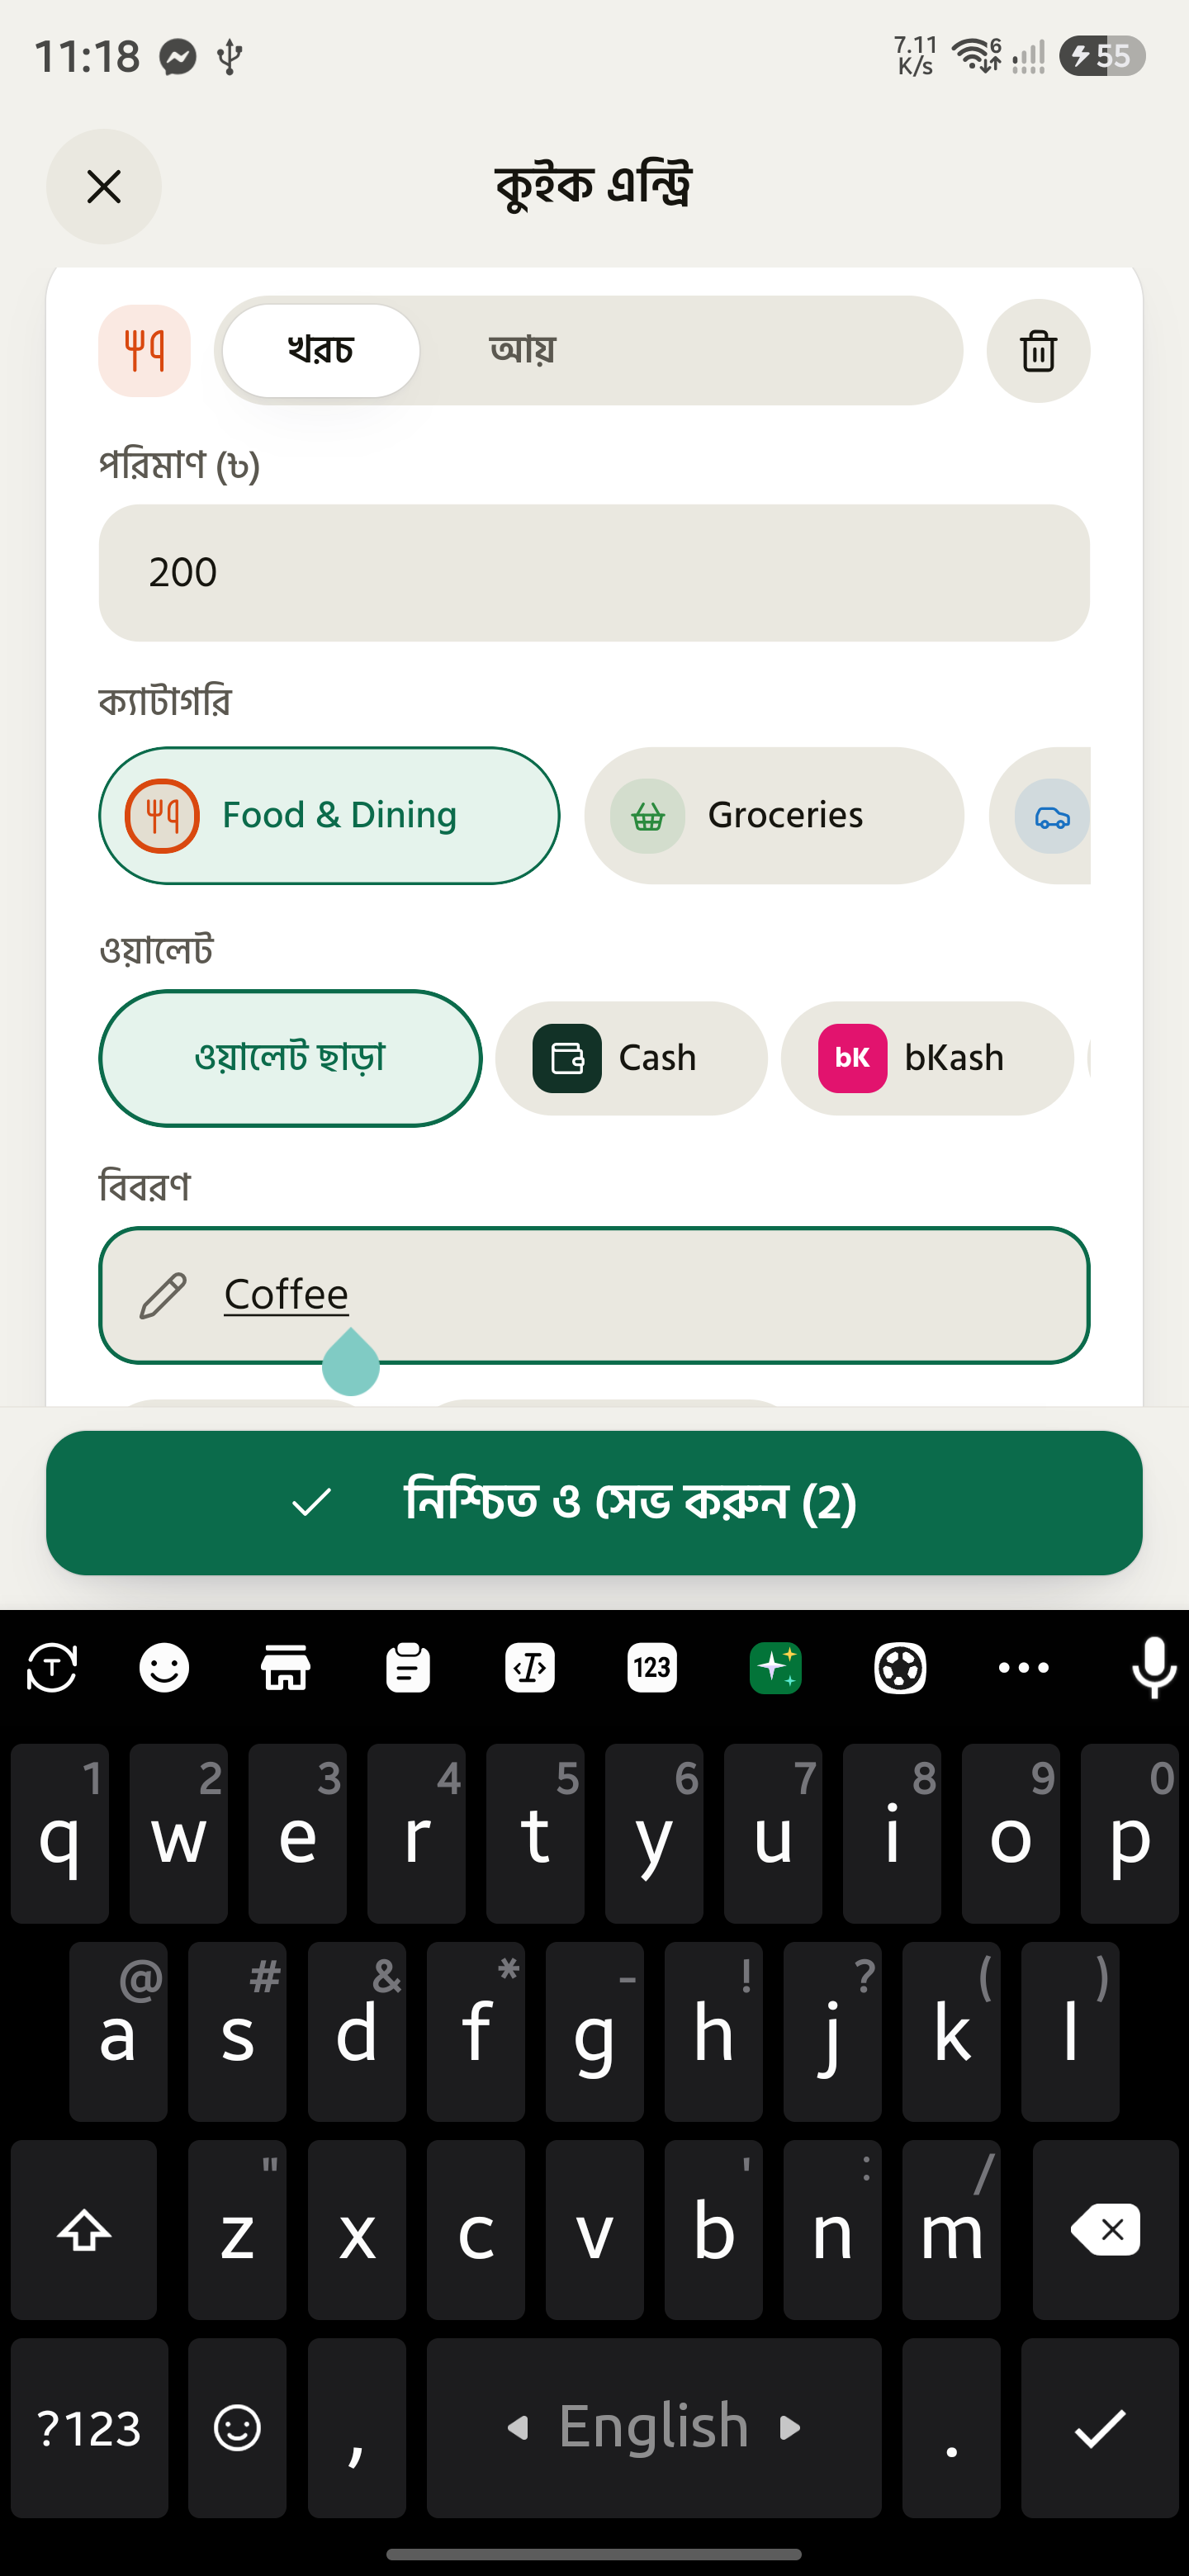 11:18 7.11 K/s 6 55
কুইক এন্ট্রি
খরচ আয়
পরিমাণ (৳)
200
ক্যাটাগরি
Food & Dining Groceries
ওয়ালেট
ওয়ালেট ছাড়া Cash bK bKash
বিবরণ
Coffee
নিশ্চিত ও সেভ করুন (2)
T 123
1 2 3 4 5 6 7 8 9 0
q w e r t y u i o p
@ # & * - ! ? ( )
a s d f g h j k l
" ' : /
z x c v b n m
?123 , English .